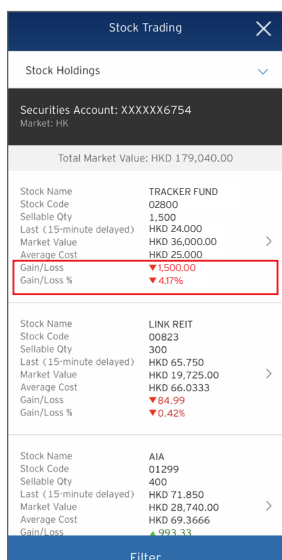 Stock Trading
Stock Holdings
Securities Account: XXXXXX6754
Market: HK
Total Market Value: HKD 179,040.00
Stock Name TRACKER FUND
Stock Code 02800
Sellable Qty 1,500
Last (15-minute delayed) HKD 24.000
Market Value HKD 36,000.00
Average Cost HKD 25.000
Gain/Loss ▼1,500.00
Gain/Loss % ▼4.17%
Stock Name LINK REIT
Stock Code 00823
Sellable Qty 300
Last (15-minute delayed) HKD 65.750
Market Value HKD 19,725.00
Average Cost HKD 66.0333
Gain/Loss ▼84.99
Gain/Loss % ▼0.42%
Stock Name AIA
Stock Code 01299
Sellable Qty 400
Last (15-minute delayed) HKD 71.850
Market Value HKD 28,740.00
Average Cost HKD 69.3666
Gain/Loss ▲993.33
Filter